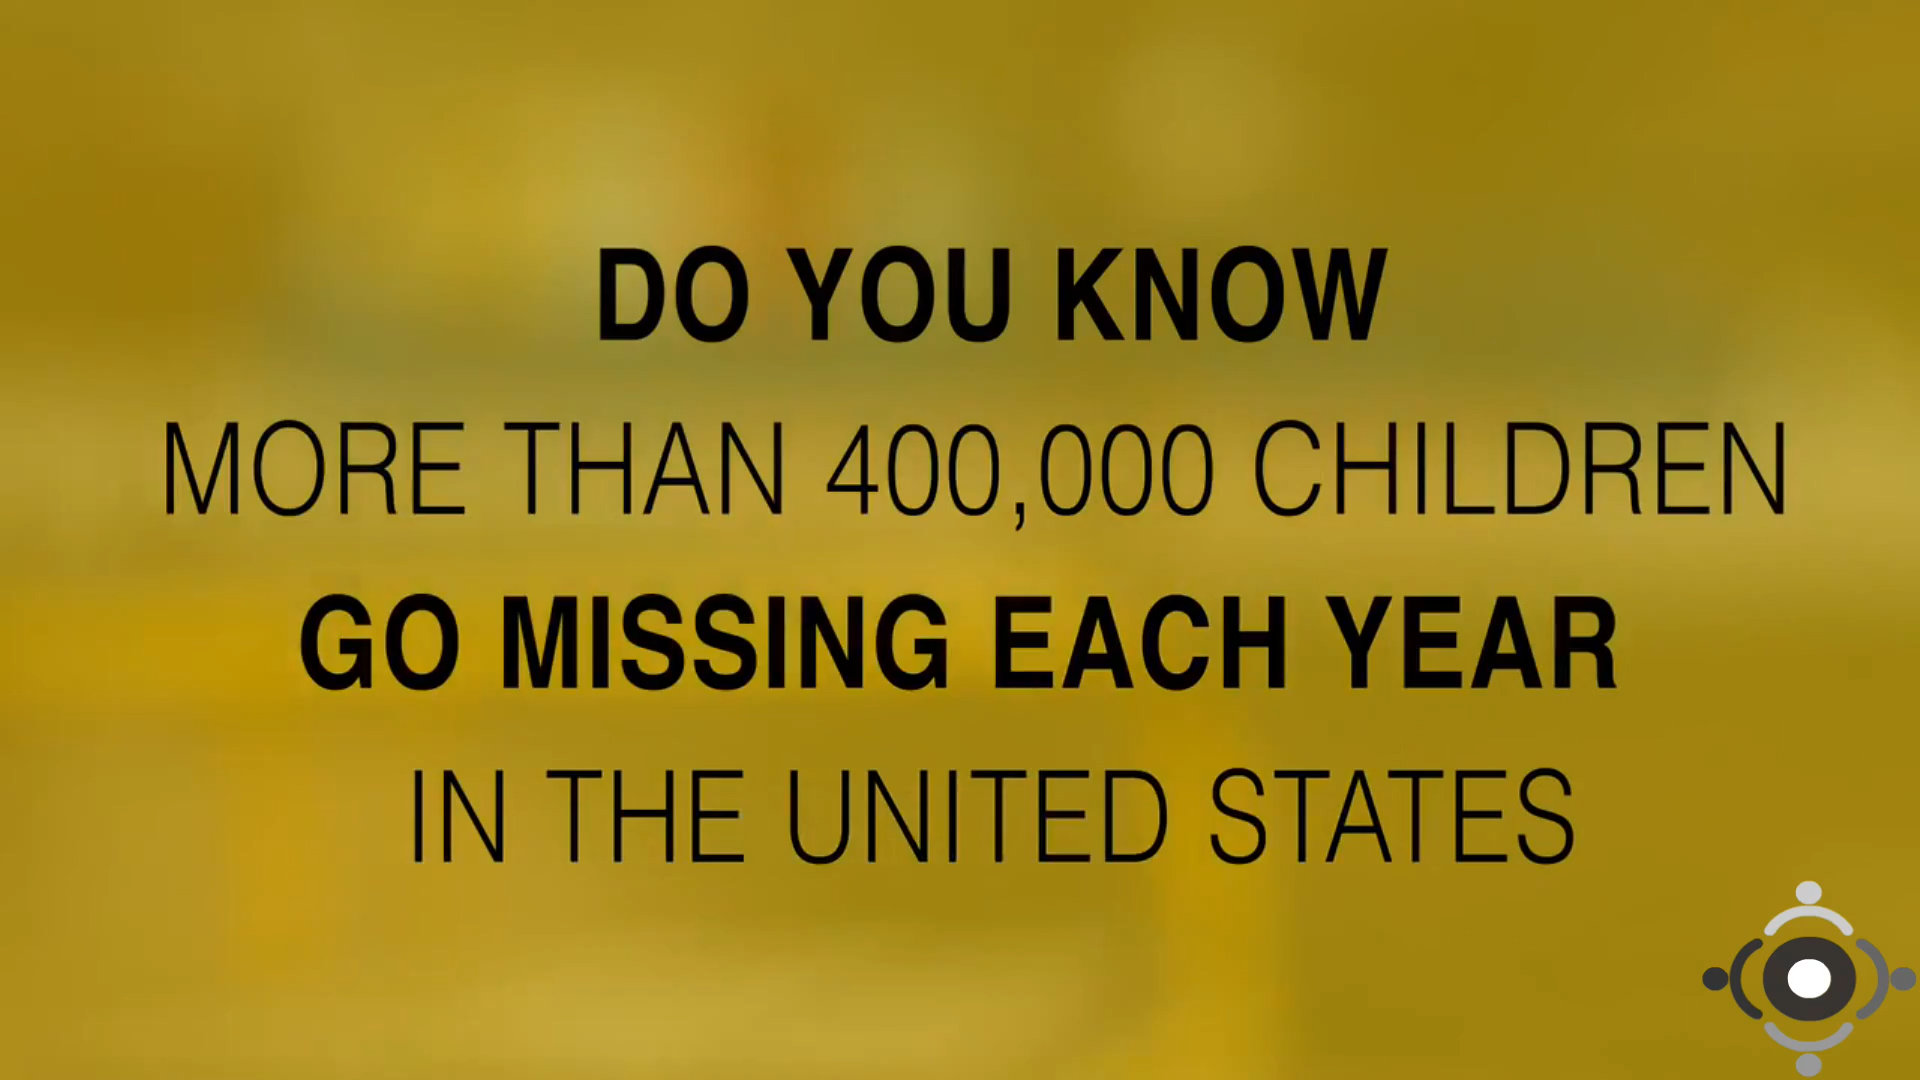 DO YOU KNOW
MORE THAN 400,000 CHILDREN
GO MISSING EACH YEAR
IN THE UNITED STATES